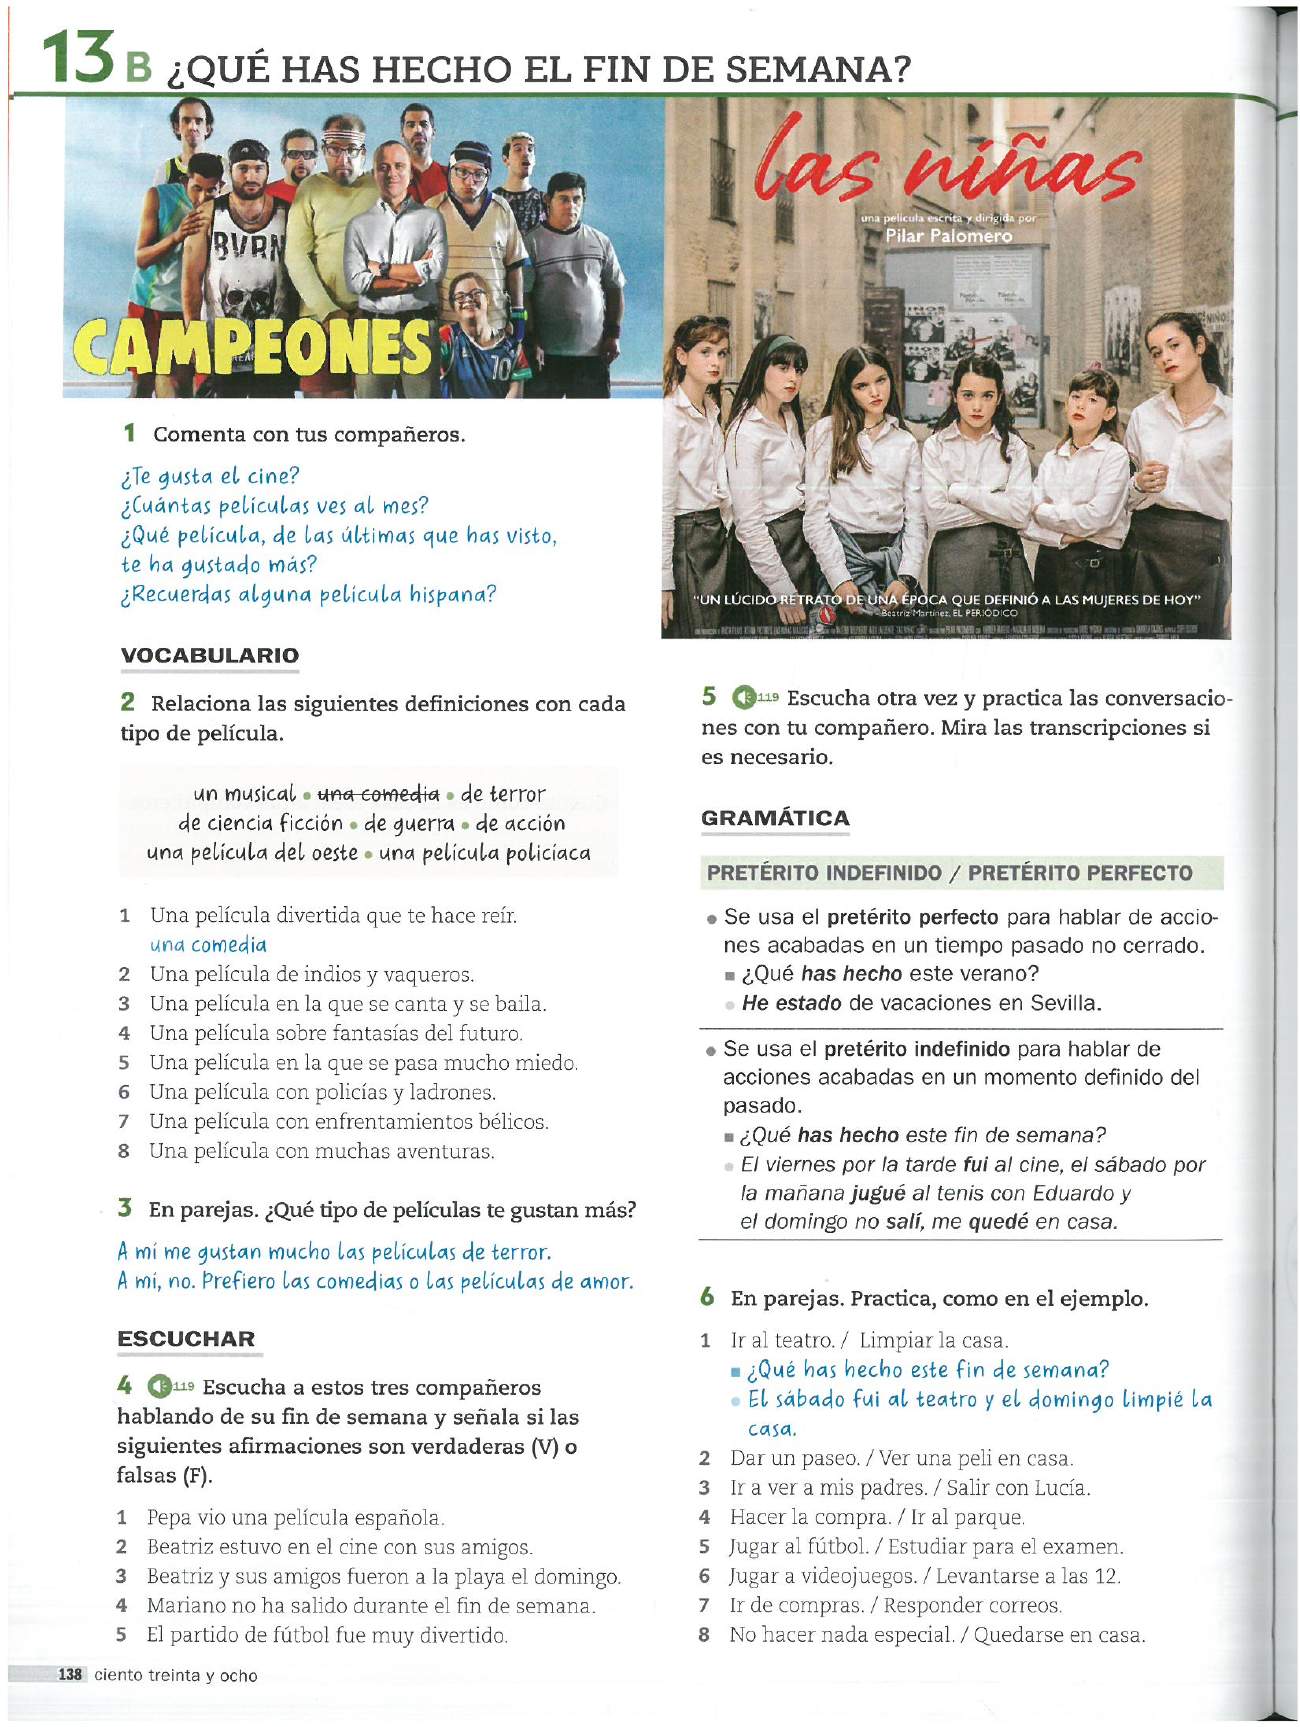 13 B ¿QUÉ HAS HECHO EL FIN DE SEMANA?
BVRN
10
CAMPEONES
las niñas
una película escrita y dirigida por
Pilar Palomero
"UN LÚCIDO RETRATO DE UNA ÉPOCA QUE DEFINIÓ A LAS MUJERES DE HOY"
Beatriz Martínez, EL PERIÓDICO
1 Comenta con tus compañeros.
¿Te gusta el cine?
¿Cuántas películas ves al mes?
¿Qué película, de las últimas que has visto,
te ha gustado más?
¿Recuerdas alguna película hispana?
VOCABULARIO
2 Relaciona las siguientes definiciones con cada
tipo de película.
un musical • una comedia • de terror
de ciencia ficción • de guerra • de acción
una película del oeste • una película policíaca
1 Una película divertida que te hace reír.
una comedia
2 Una película de indios y vaqueros.
3 Una película en la que se canta y se baila.
4 Una película sobre fantasías del futuro.
5 Una película en la que se pasa mucho miedo.
6 Una película con policías y ladrones.
7 Una película con enfrentamientos bélicos.
8 Una película con muchas aventuras.
3 En parejas. ¿Qué tipo de películas te gustan más?
A mí me gustan mucho las películas de terror.
A mí, no. Prefiero las comedias o las películas de amor.
ESCUCHAR
4 119 Escucha a estos tres compañeros
hablando de su fin de semana y señala si las
siguientes afirmaciones son verdaderas (V) o
falsas (F).
1 Pepa vio una película española.
2 Beatriz estuvo en el cine con sus amigos.
3 Beatriz y sus amigos fueron a la playa el domingo.
4 Mariano no ha salido durante el fin de semana.
5 El partido de fútbol fue muy divertido.
5 119 Escucha otra vez y practica las conversacio-
nes con tu compañero. Mira las transcripciones si
es necesario.
GRAMÁTICA
PRETÉRITO INDEFINIDO / PRETÉRITO PERFECTO
• Se usa el pretérito perfecto para hablar de accio-
nes acabadas en un tiempo pasado no cerrado.
■ ¿Qué has hecho este verano?
● He estado de vacaciones en Sevilla.
• Se usa el pretérito indefinido para hablar de
acciones acabadas en un momento definido del
pasado.
■ ¿Qué has hecho este fin de semana?
● El viernes por la tarde fui al cine, el sábado por
la mañana jugué al tenis con Eduardo y
el domingo no salí, me quedé en casa.
6 En parejas. Practica, como en el ejemplo.
1 Ir al teatro. / Limpiar la casa.
■ ¿Qué has hecho este fin de semana?
● El sábado fui al teatro y el domingo limpié la
casa.
2 Dar un paseo. / Ver una peli en casa.
3 Ir a ver a mis padres. / Salir con Lucía.
4 Hacer la compra. / Ir al parque.
5 Jugar al fútbol. / Estudiar para el examen.
6 Jugar a videojuegos. / Levantarse a las 12.
7 Ir de compras. / Responder correos.
8 No hacer nada especial. / Quedarse en casa.
138 ciento treinta y ocho